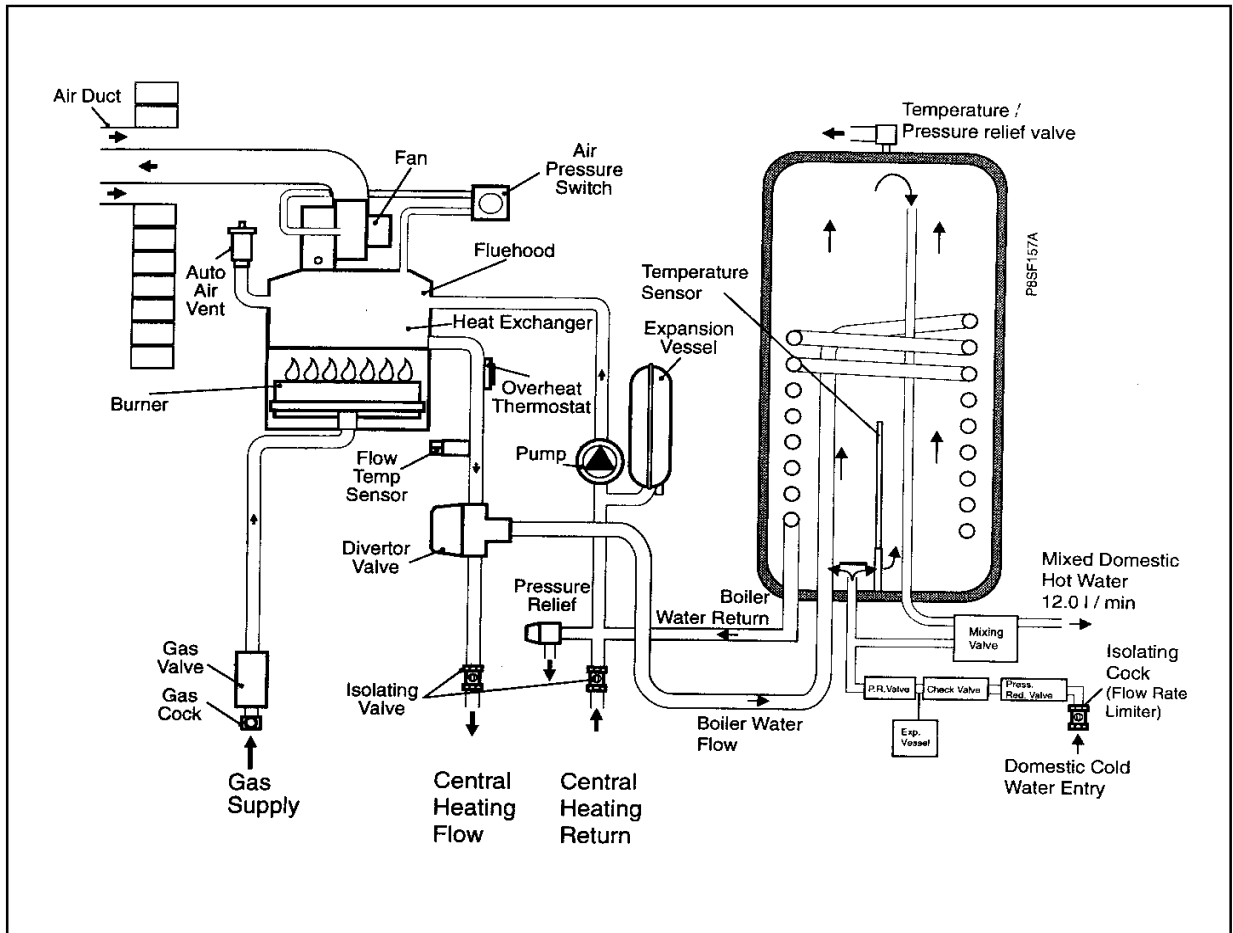 Air Duct
Fan
Air
Pressure
Switch
Temperature /
Pressure relief valve
Auto
Air
Vent
Fluehood
Heat Exchanger
Temperature
Sensor
Expansion
Vessel
P8SF157A
Burner
Overheat
Thermostat
Flow
Temp
Sensor
Pump
Divertor
Valve
Pressure
Relief
Boiler
Water Return
Mixed Domestic
Hot Water
12.0 l / min
Mixing
Valve
Gas
Valve
Gas
Cock
Isolating
Valve
Boiler Water
Flow
P.R.Valve
Check Valve
Press.
Red. Valve
Exp.
Vessel
Isolating
Cock
(Flow Rate
Limiter)
Domestic Cold
Water Entry
Gas
Supply
Central
Heating
Flow
Central
Heating
Return